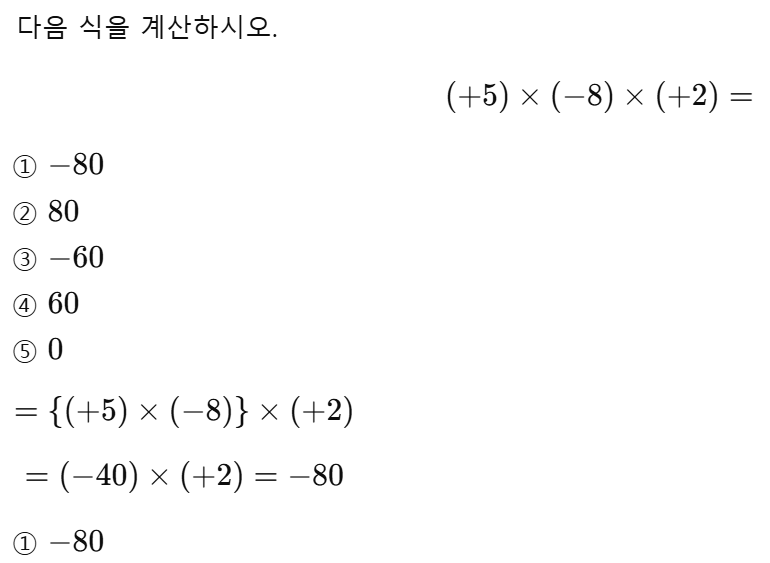 다음 식을 계산하시오.
(+5) × (−8) × (+2) =
① −80
② 80
③ −60
④ 60
⑤ 0
= {(+5) × (−8)} × (+2)
= (−40) × (+2) = −80
① −80